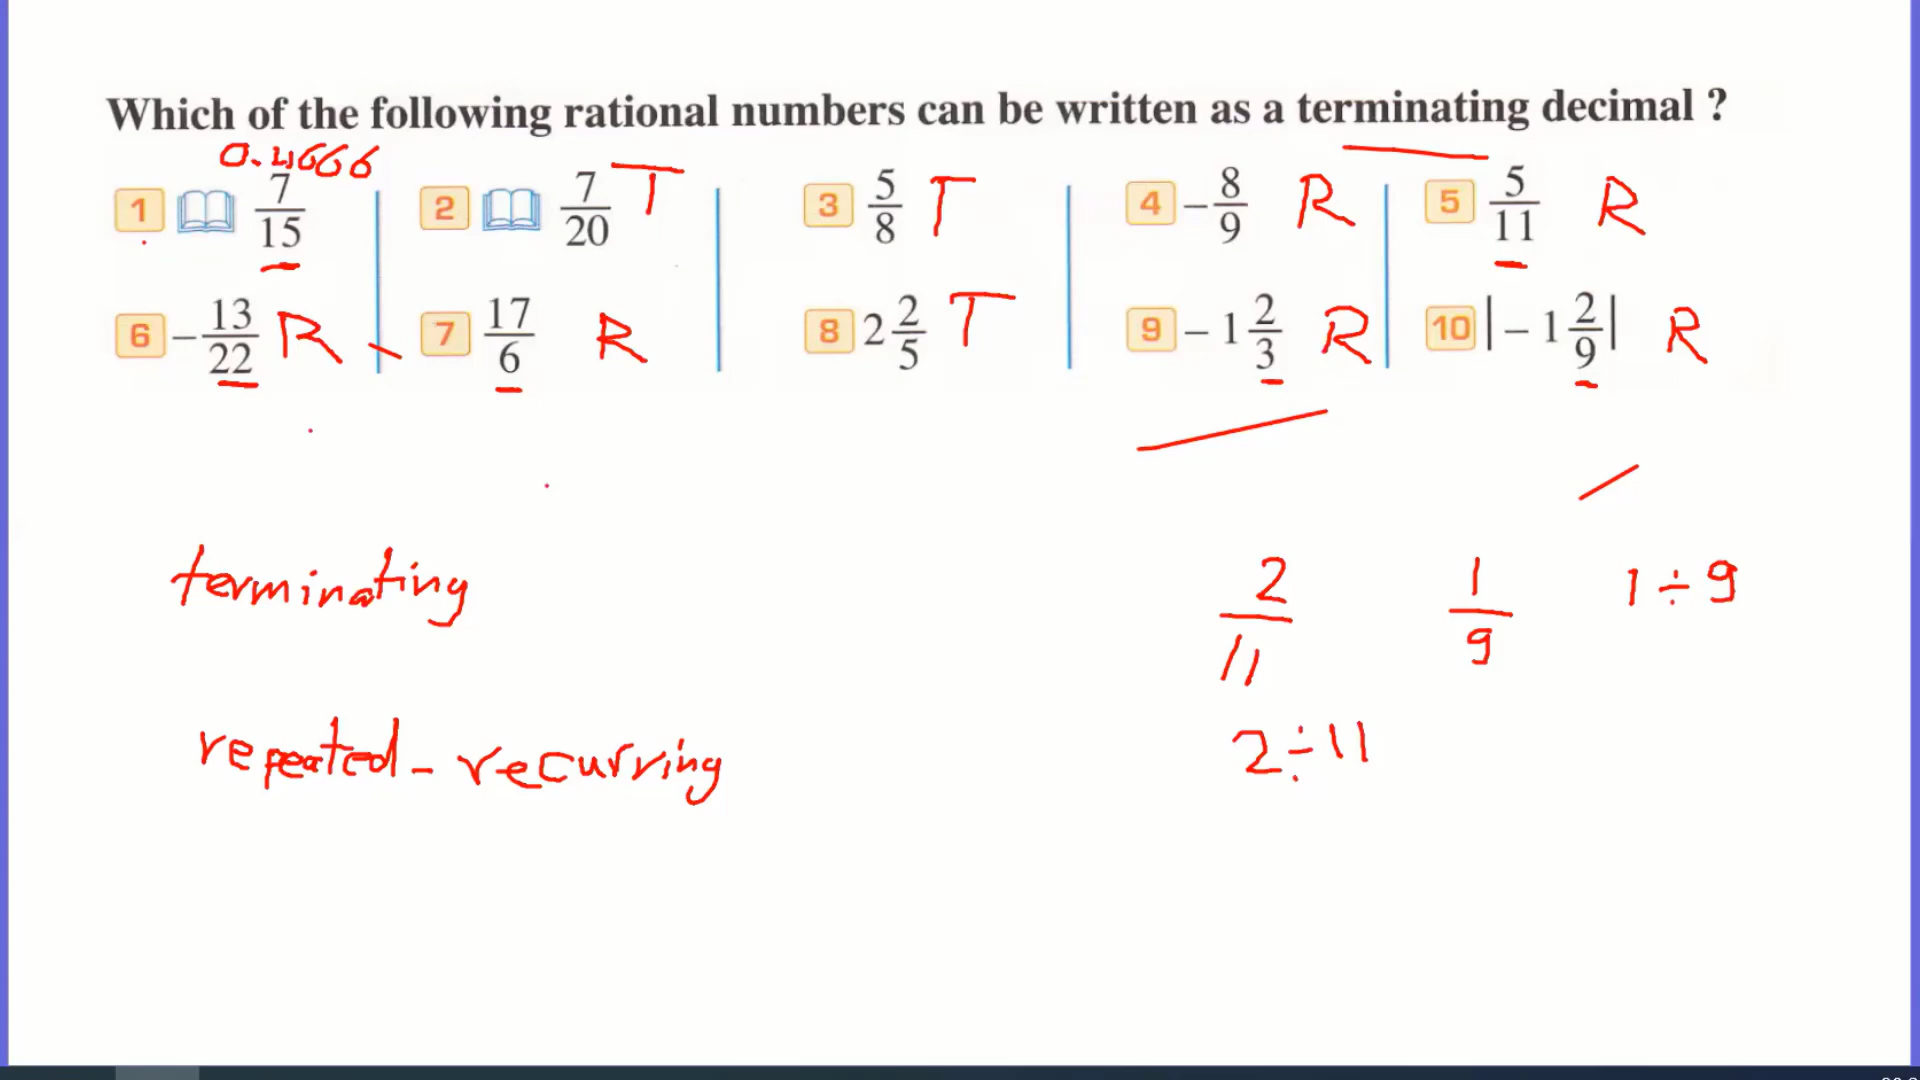 Which of the following rational numbers can be written as a terminating decimal ?
0.4666
1 7/15 2 7/20 T 3 5/8 T 4 -8/9 R 5 5/11 R
6 -13/22 R 7 17/6 R 8 2 2/5 T 9 -1 2/3 R 10 |-1 2/9| R
terminating
2/11 1/9 1÷9
repeated - recurring
2÷11